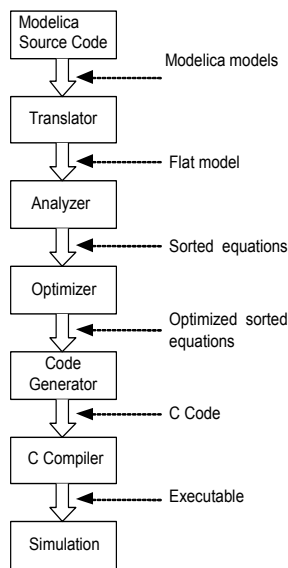 Modelica
Source Code
Modelica models
Translator
Flat model
Analyzer
Sorted equations
Optimizer
Optimized sorted
equations
Code
Generator
C Code
C Compiler
Executable
Simulation